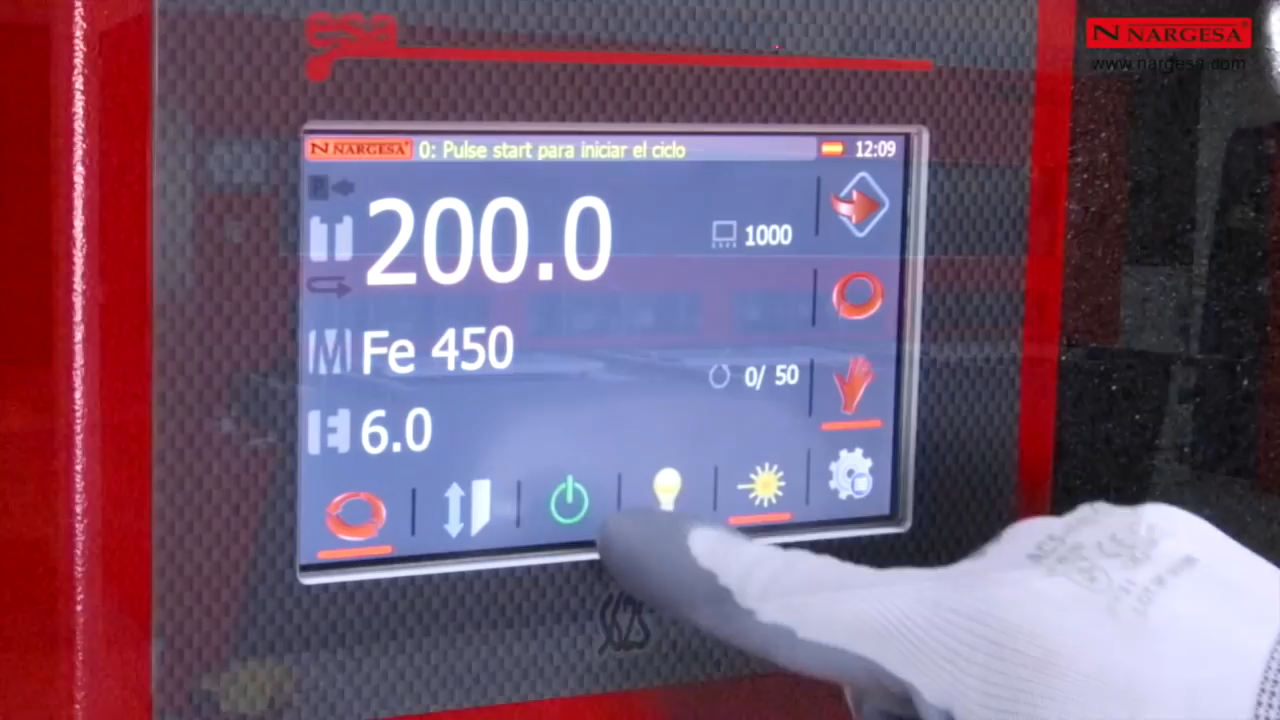 N NARGESA
www.nargesa.com
esa
N NARGESA 0: Pulse start para iniciar el ciclo 12:09
P
200.0
1000
Fe 450
0/ 50
6.0